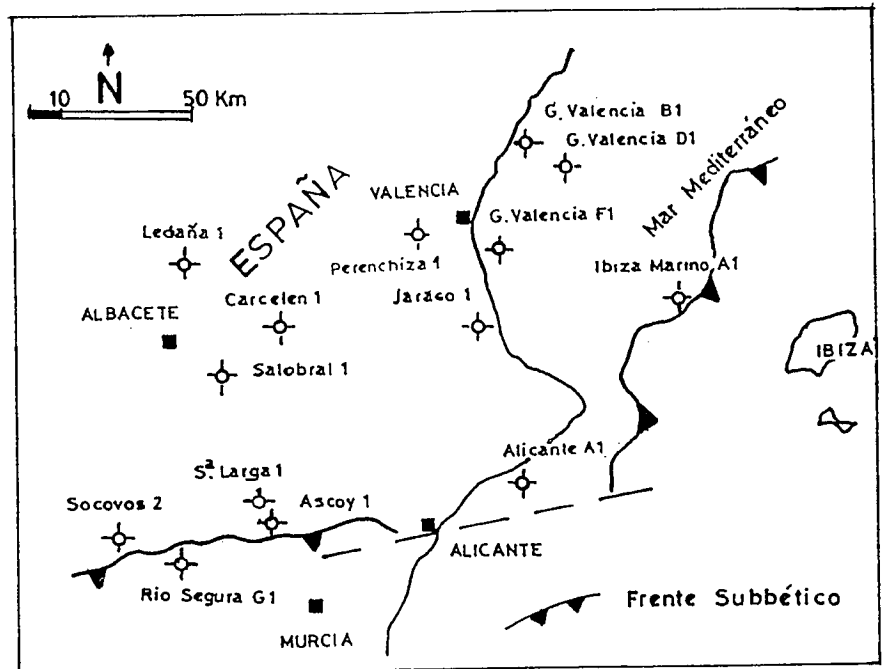 N
10 50 Km
G. Valencia B1
G. Valencia D1
Mar Mediterráneo
ESPAÑA
VALENCIA
G. Valencia F1
Ledaña 1
Perenchiza 1
Ibiza Marino A1
ALBACETE
Carcelen 1
Jaraco 1
IBIZA
Salobral 1
Alicante A1
Sª. Larga 1
Socovos 2
Ascoy 1
ALICANTE
Rio Segura G1
Frente Subbético
MURCIA